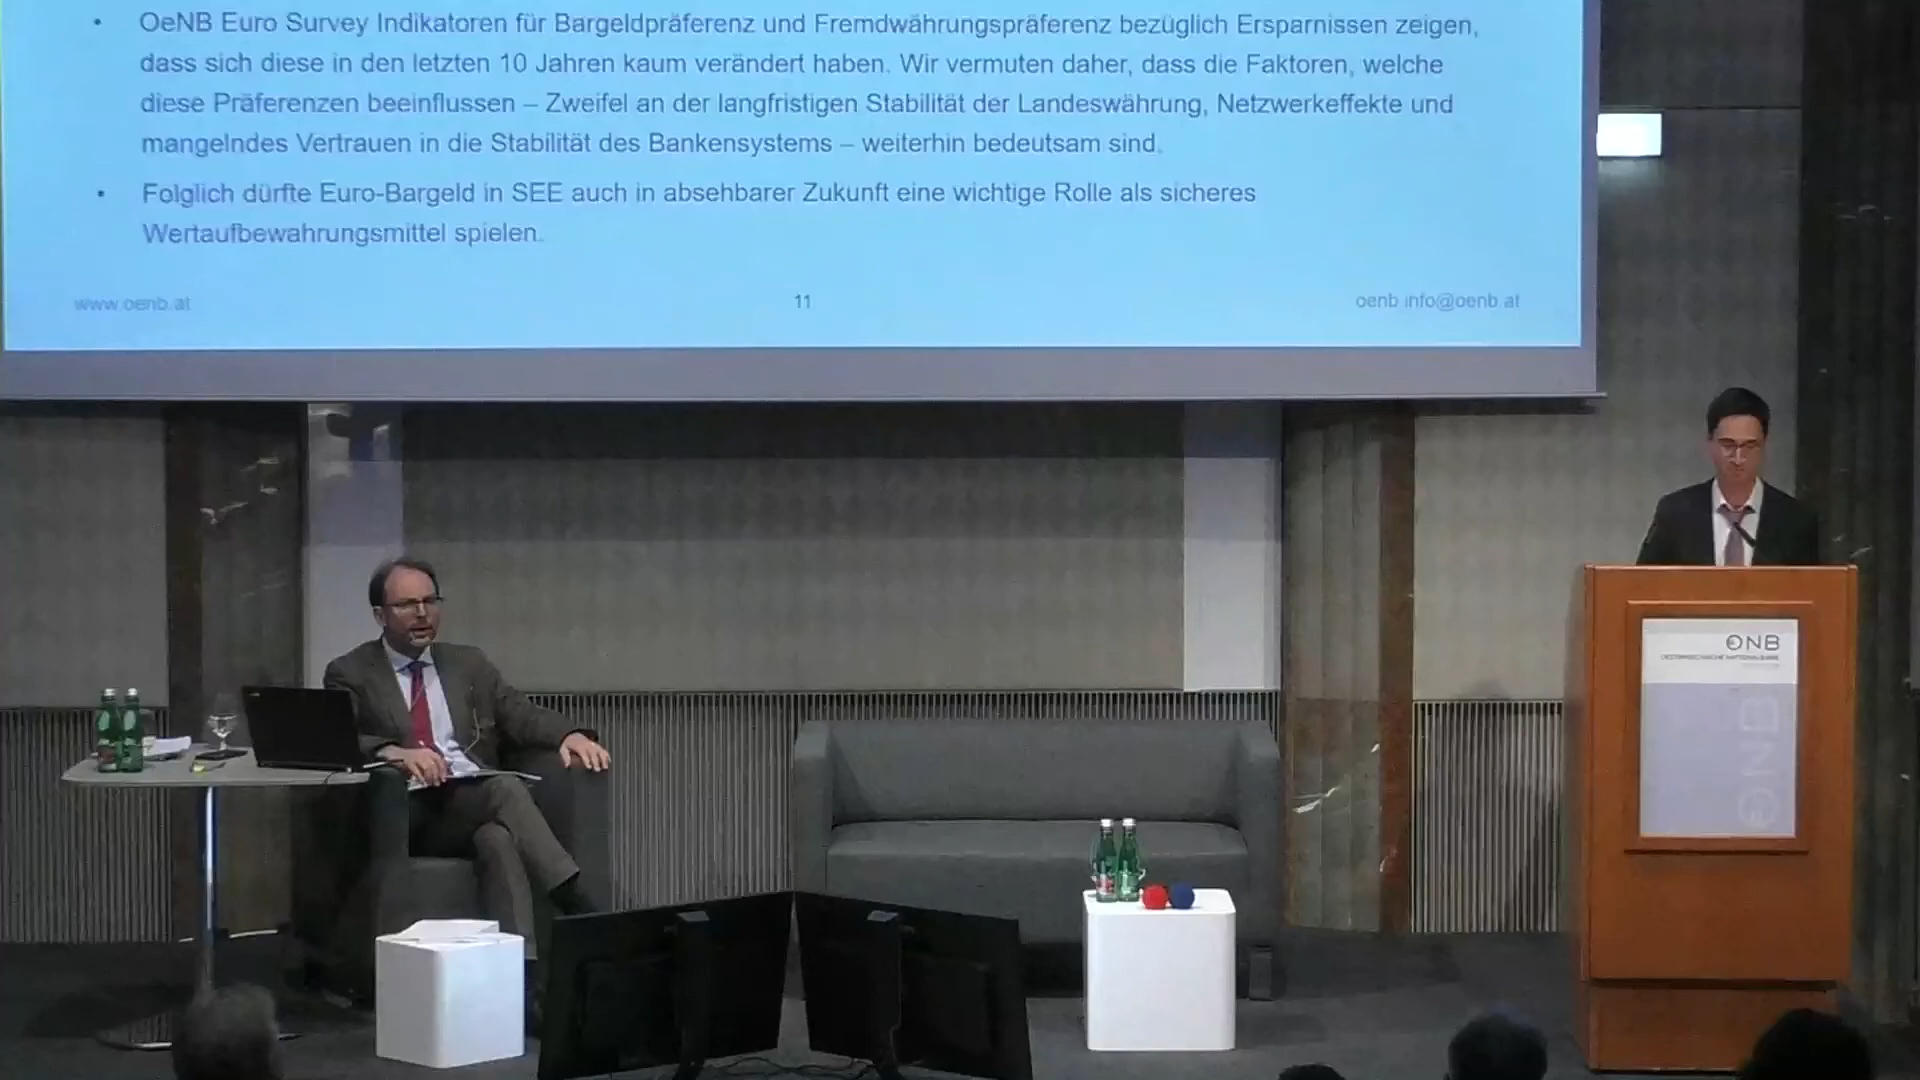 • OeNB Euro Survey Indikatoren für Bargeldpräferenz und Fremdwährungspräferenz bezüglich Ersparnissen zeigen,
dass sich diese in den letzten 10 Jahren kaum verändert haben. Wir vermuten daher, dass die Faktoren, welche
diese Präferenzen beeinflussen – Zweifel an der langfristigen Stabilität der Landeswährung, Netzwerkeffekte und
mangelndes Vertrauen in die Stabilität des Bankensystems – weiterhin bedeutsam sind.
• Folglich dürfte Euro-Bargeld in SEE auch in absehbarer Zukunft eine wichtige Rolle als sicheres
Wertaufbewahrungsmittel spielen.
www.oenb.at
11
oenb.info@oenb.at
ONB
OESTERREICHISCHE NATIONALBANK
ONB